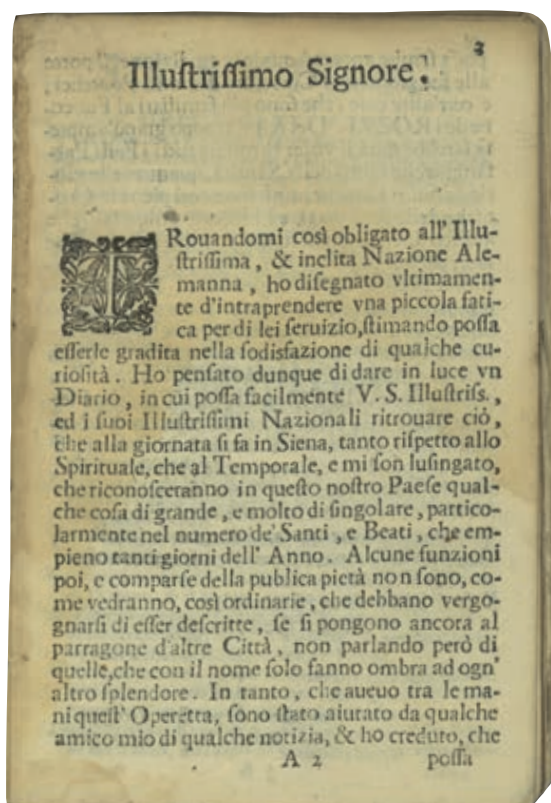 3
Illuſtriſſimo Signore.
TRouandomi così obligato all' Illu-
ſtriſſima, & inclita Nazione Ale-
manna, ho diſegnato vltimamen-
te d'intraprendere vna piccola fati-
ca per di lei ſeruizio, ſtimando poſſa
eſſerle gradita nella ſodisfazione di qualche cu-
rioſità. Ho penſato dunque di dare in luce vn
Diario, in cui poſſa facilmente V. S. Illuſtriſs.,
ed i ſuoi Illuſtriſſimi Nazionali ritrouare ciò,
che alla giornata ſi fa in Siena, tanto riſpetto allo
Spirituale, che al Temporale, e mi ſon luſingato,
che riconoſceranno in queſto noſtro Paeſe qual-
che coſa di grande, e molto di ſingolare, partico-
larmente nel numero de' Santi, e Beati, che em-
pieno tanti giorni dell' Anno. Alcune funzioni
poi, e comparſe della publica pietà non ſono, co-
me vedranno, così ordinarie, che debbano vergo-
gnarſi di eſſer deſcritte, ſe ſi pongono ancora al
parragone d'altre Città, non parlando però di
quelle, che con il nome ſolo fanno ombra ad ogn'
altro ſplendore. In tanto, che aueuo tra le ma-
ni queſt' Operetta, ſono ſtato aiutato da qualche
amico mio di qualche notizia, & ho creduto, che
A 2 poſſa